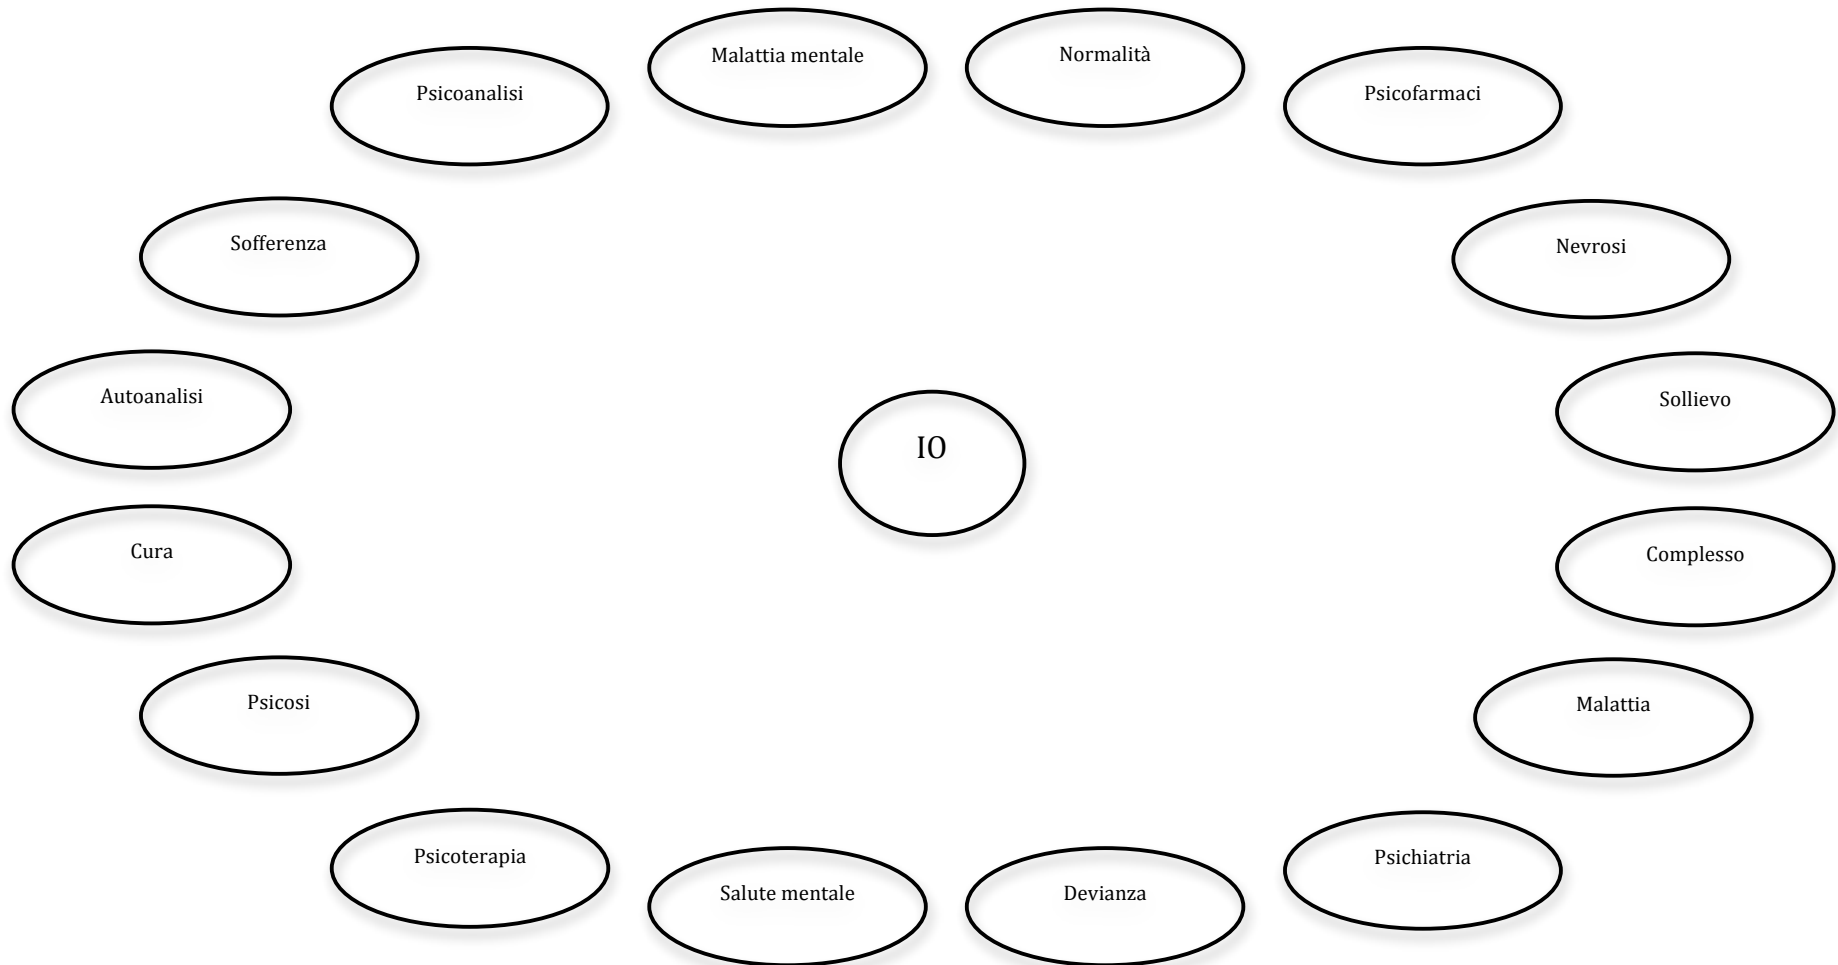 Malattia mentale
Normalità
Psicoanalisi
Psicofarmaci
Sofferenza
Nevrosi
Autoanalisi
Sollievo
IO
Cura
Complesso
Psicosi
Malattia
Psicoterapia
Psichiatria
Salute mentale
Devianza